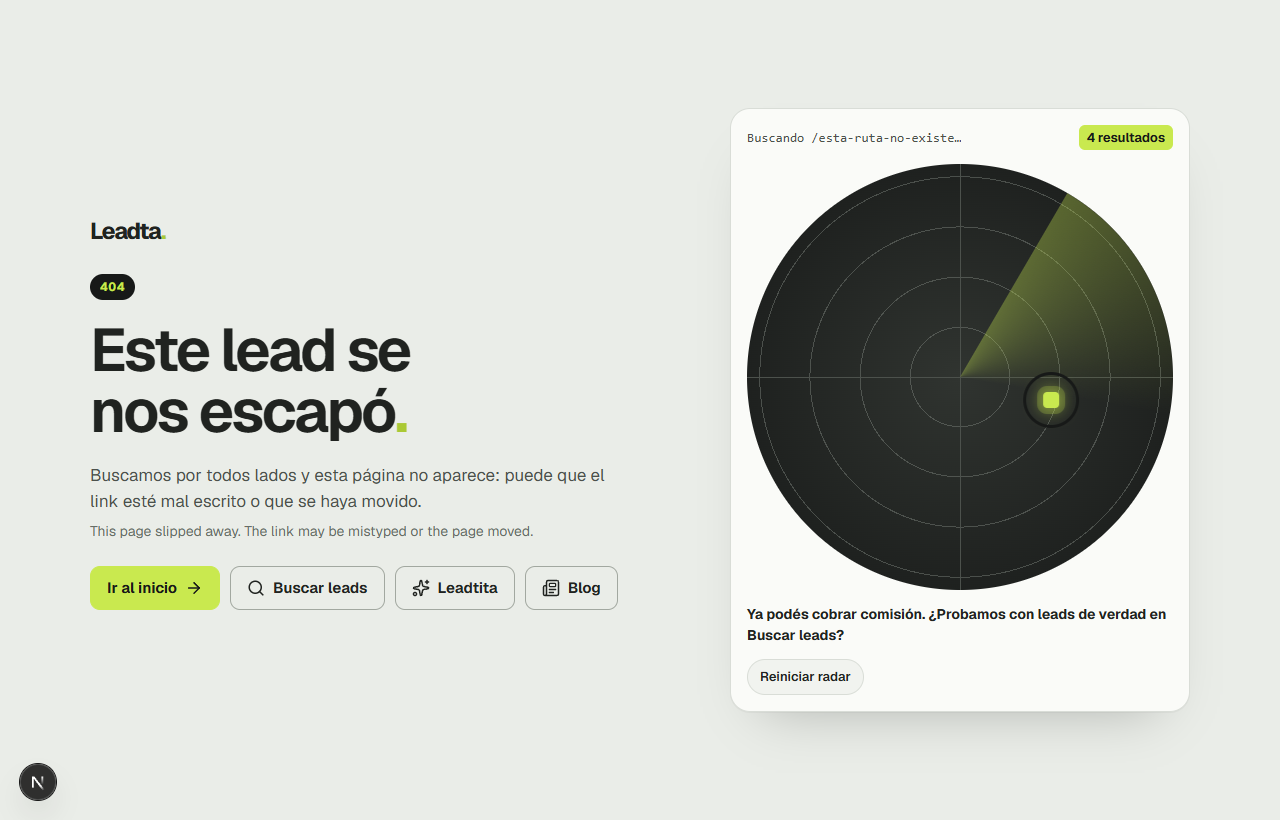 Leadta.
404
Este lead se
nos escapó.
Buscamos por todos lados y esta página no aparece: puede que el
link esté mal escrito o que se haya movido.
This page slipped away. The link may be mistyped or the page moved.
Ir al inicio
Buscar leads
Leadtita
Blog
Buscando /esta-ruta-no-existe…
4 resultados
Ya podés cobrar comisión. ¿Probamos con leads de verdad en
Buscar leads?
Reiniciar radar
N